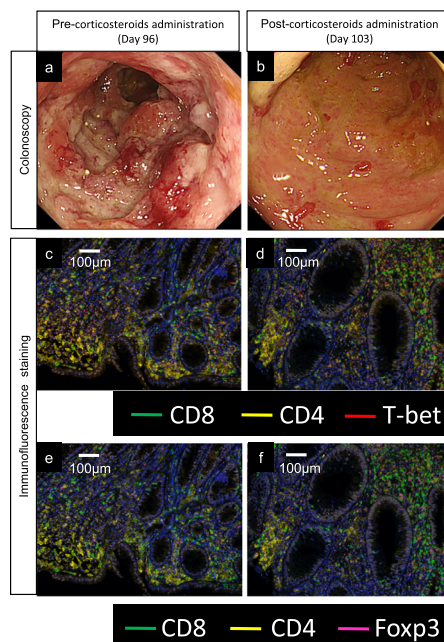 Pre-corticosteroids administration
(Day 96)
Post-corticosteroids administration
(Day 103)
Colonoscopy
a
b
Immunofluorescence staining
c
100μm
d
100μm
CD8 CD4 T-bet
e
100μm
f
100μm
CD8 CD4 Foxp3